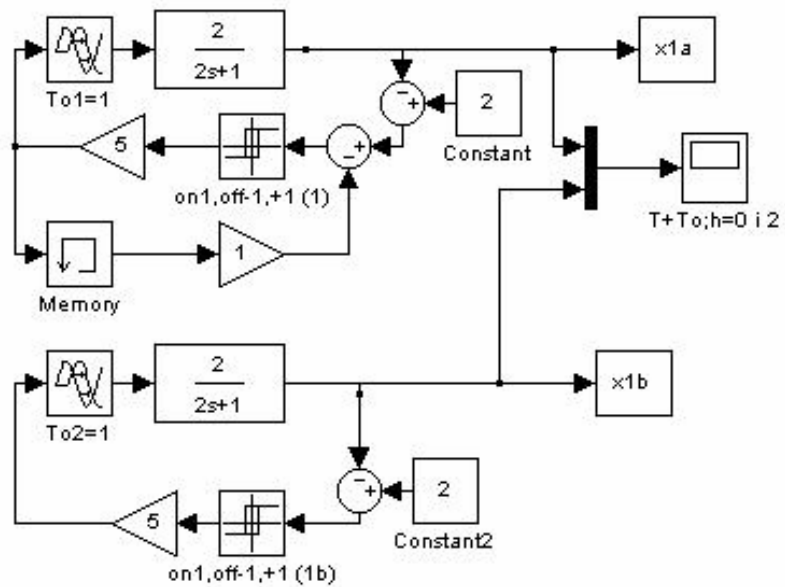 2
2s+1
x1a
To1=1
-
+
2
Constant
5
-
-
on1,off-1,+1 (1)
T+To;h=0 i 2
1
Memory
2
2s+1
x1b
To2=1
-
+
2
5
Constant2
on1,off-1,+1 (1b)